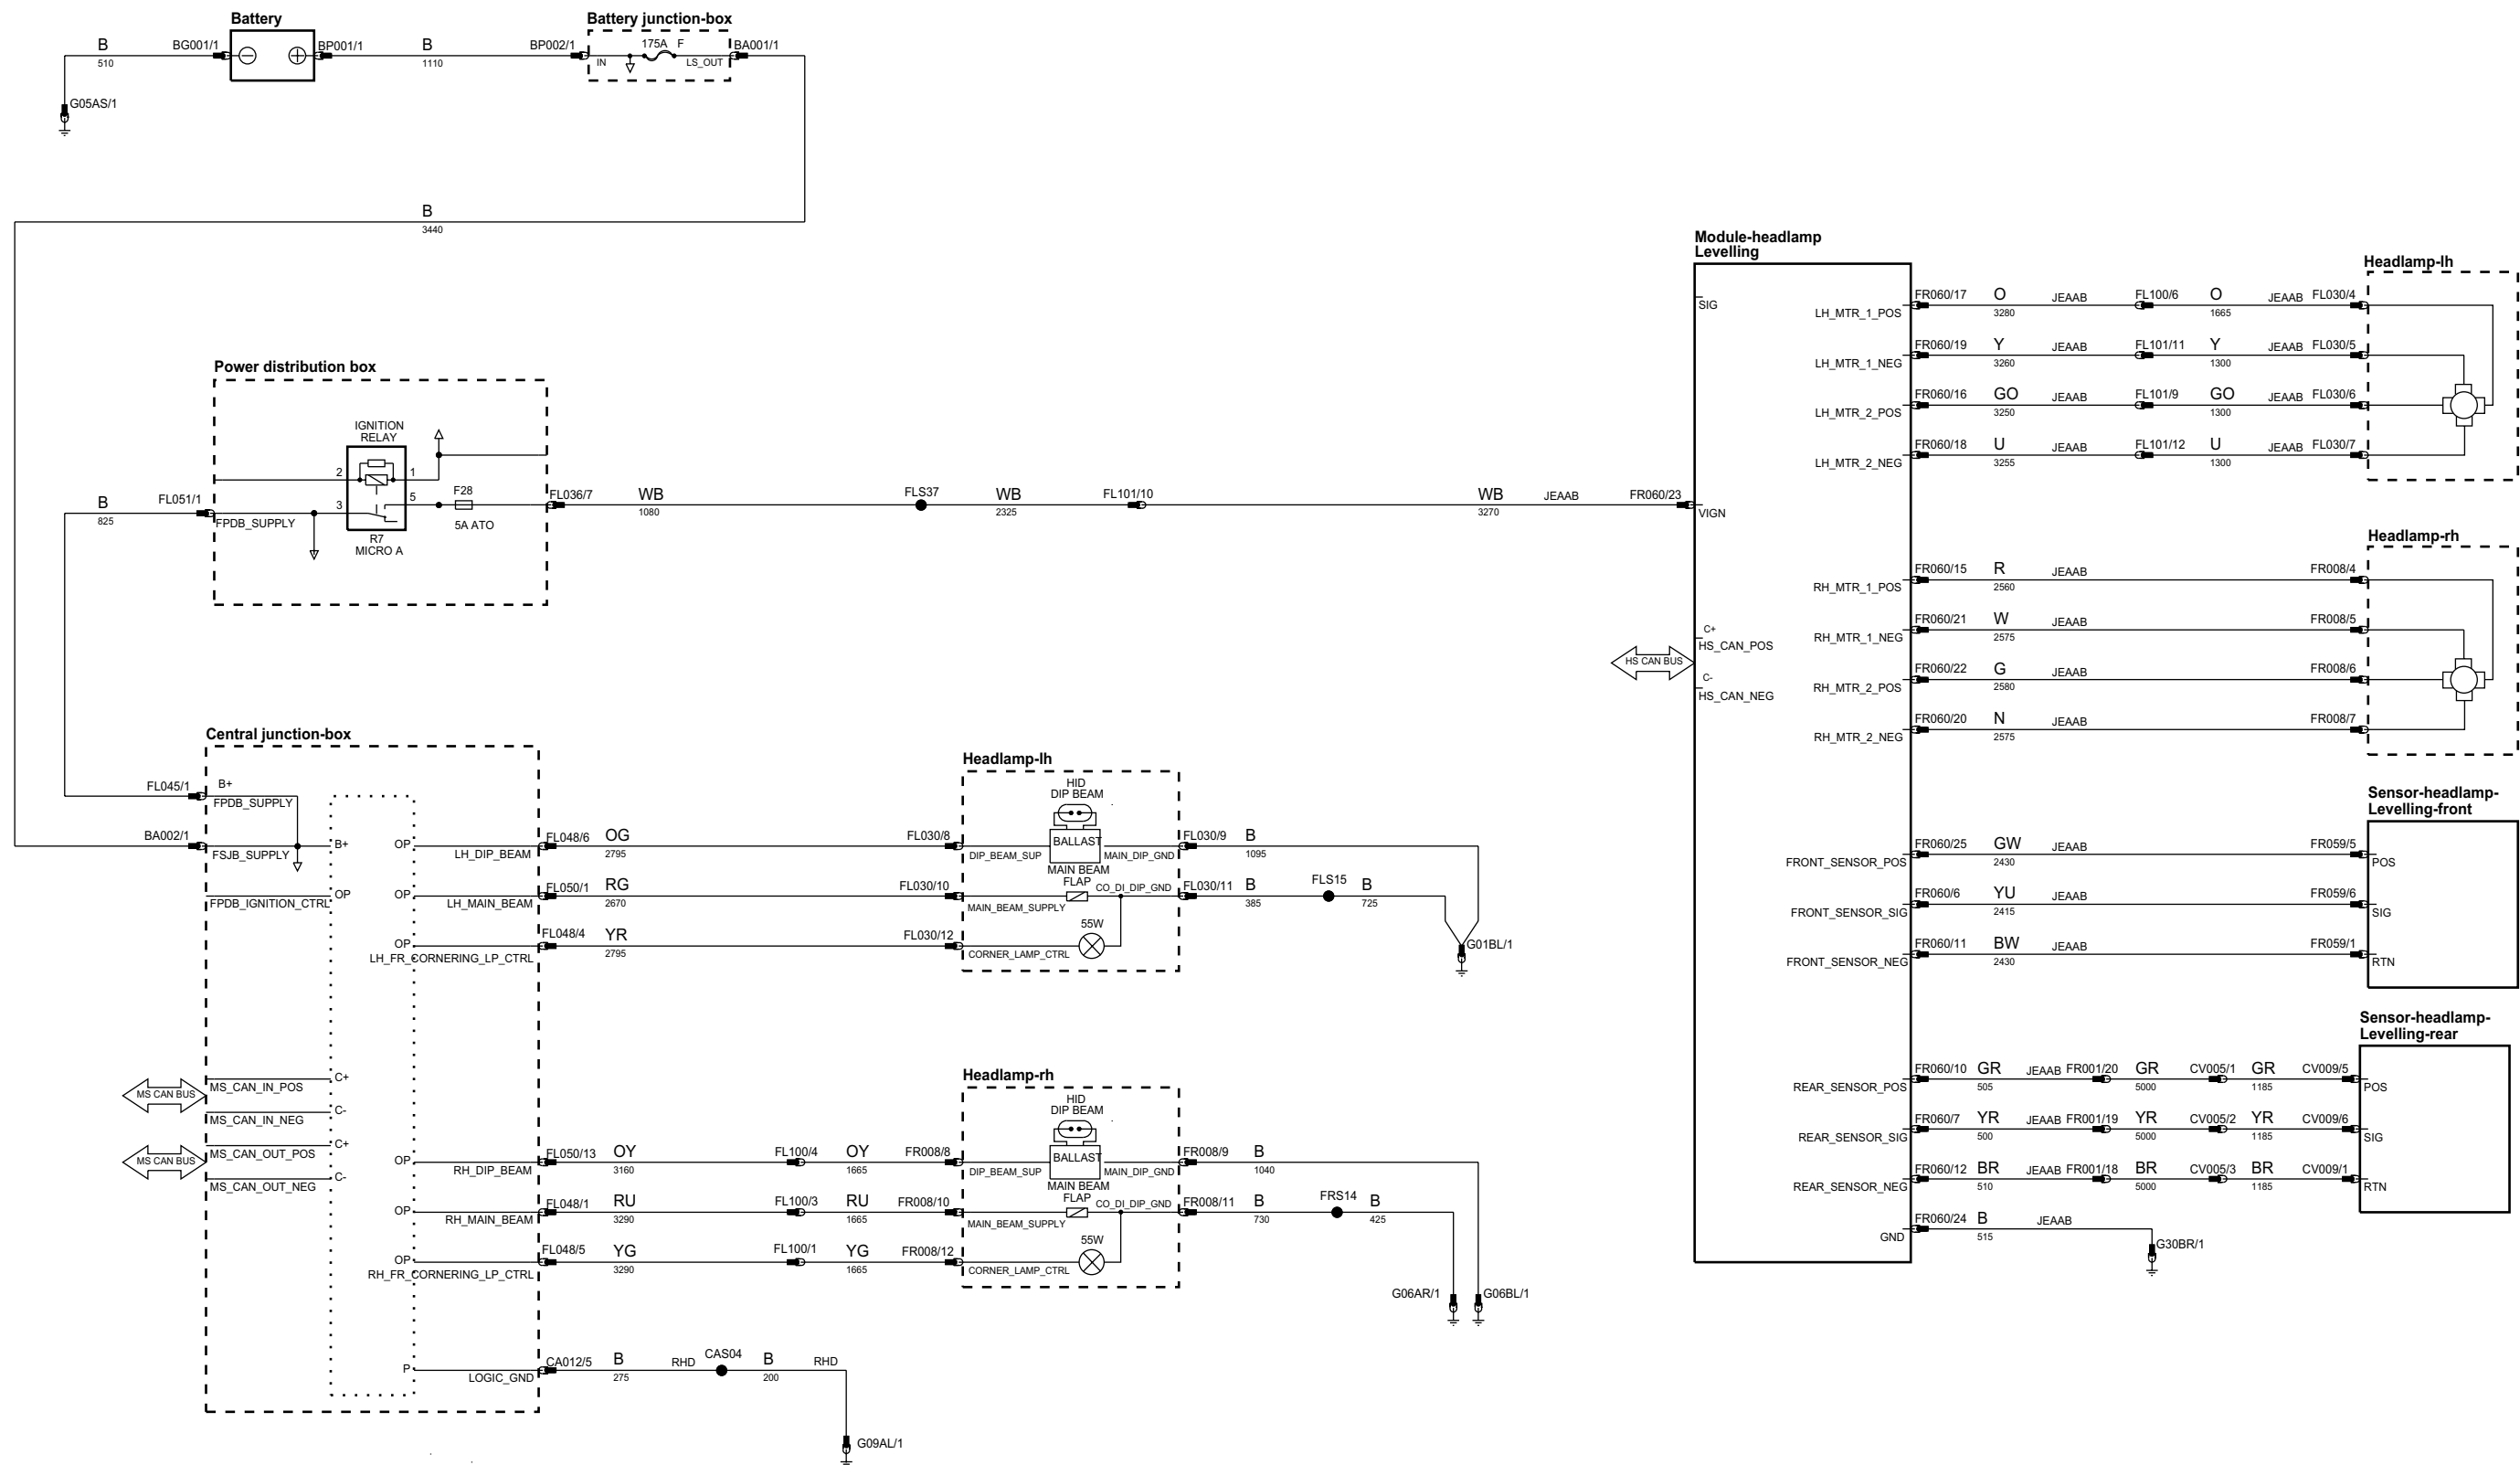 Battery
Battery junction-box
B
510
BG001/1
BP001/1
B
1110
BP002/1
175A F
IN
LS_OUT
BA001/1
G05AS/1
B
3440
Power distribution box
IGNITION
RELAY
2
1
3
5
F28
5A ATO
R7
MICRO A
B
825
FL051/1
FPDB_SUPPLY
FL036/7
WB
1080
FLS37
WB
2325
FL101/10
WB
3270
JEAAB
FR060/23
Module-headlamp
Levelling
SIG
VIGN
C+
HS_CAN_POS
HS CAN BUS
C-
HS_CAN_NEG
LH_MTR_1_POS
FR060/17
O
3280
JEAAB
FL100/6
O
1665
JEAAB
FL030/4
LH_MTR_1_NEG
FR060/19
Y
3260
JEAAB
FL101/11
Y
1300
JEAAB
FL030/5
LH_MTR_2_POS
FR060/16
GO
3250
JEAAB
FL101/9
GO
1300
JEAAB
FL030/6
LH_MTR_2_NEG
FR060/18
U
3255
JEAAB
FL101/12
U
1300
JEAAB
FL030/7
Headlamp-lh
RH_MTR_1_POS
FR060/15
R
2560
JEAAB
FR008/4
RH_MTR_1_NEG
FR060/21
W
2575
JEAAB
FR008/5
RH_MTR_2_POS
FR060/22
G
2580
JEAAB
FR008/6
RH_MTR_2_NEG
FR060/20
N
2575
JEAAB
FR008/7
Headlamp-rh
FRONT_SENSOR_POS
FR060/25
GW
2430
JEAAB
FR059/5
POS
FRONT_SENSOR_SIG
FR060/6
YU
2415
JEAAB
FR059/6
SIG
FRONT_SENSOR_NEG
FR060/11
BW
2430
JEAAB
FR059/1
RTN
Sensor-headlamp-
Levelling-front
Sensor-headlamp-
Levelling-rear
REAR_SENSOR_POS
FR060/10
GR
505
JEAAB
FR001/20
GR
5000
CV005/1
GR
1185
CV009/5
POS
REAR_SENSOR_SIG
FR060/7
YR
500
JEAAB
FR001/19
YR
5000
CV005/2
YR
1185
CV009/6
SIG
REAR_SENSOR_NEG
FR060/12
BR
510
JEAAB
FR001/18
BR
5000
CV005/3
BR
1185
CV009/1
RTN
GND
FR060/24
B
515
JEAAB
G30BR/1
Central junction-box
FL045/1
B+
FPDB_SUPPLY
BA002/1
FSJB_SUPPLY
B+
FPDB_IGNITION_CTRL
OP
OP
LH_DIP_BEAM
FL048/6
OG
2795
FL030/8
OP
LH_MAIN_BEAM
FL050/1
RG
2670
FL030/10
OP
LH_FR_CORNERING_LP_CTRL
FL048/4
YR
2795
FL030/12
Headlamp-lh
HID
DIP BEAM
BALLAST
DIP_BEAM_SUP
MAIN_DIP_GND
MAIN BEAM
FLAP
CO_DI_DIP_GND
MAIN_BEAM_SUPPLY
55W
CORNER_LAMP_CTRL
FL030/9
B
1095
FL030/11
B
385
FLS15
B
725
G01BL/1
MS CAN BUS
MS_CAN_IN_POS
C+
MS_CAN_IN_NEG
C-
MS CAN BUS
MS_CAN_OUT_POS
C+
MS_CAN_OUT_NEG
C-
OP
RH_DIP_BEAM
FL050/13
OY
3160
FL100/4
OY
1665
FR008/8
OP
RH_MAIN_BEAM
FL048/1
RU
3290
FL100/3
RU
1665
FR008/10
OP
RH_FR_CORNERING_LP_CTRL
FL048/5
YG
3290
FL100/1
YG
1665
FR008/12
Headlamp-rh
HID
DIP BEAM
BALLAST
DIP_BEAM_SUP
MAIN_DIP_GND
MAIN BEAM
FLAP
CO_DI_DIP_GND
MAIN_BEAM_SUPPLY
55W
CORNER_LAMP_CTRL
FR008/9
B
1040
FR008/11
B
730
FRS14
B
425
G06AR/1
G06BL/1
P
LOGIC_GND
CA012/5
B
275
RHD
CAS04
B
200
RHD
G09AL/1